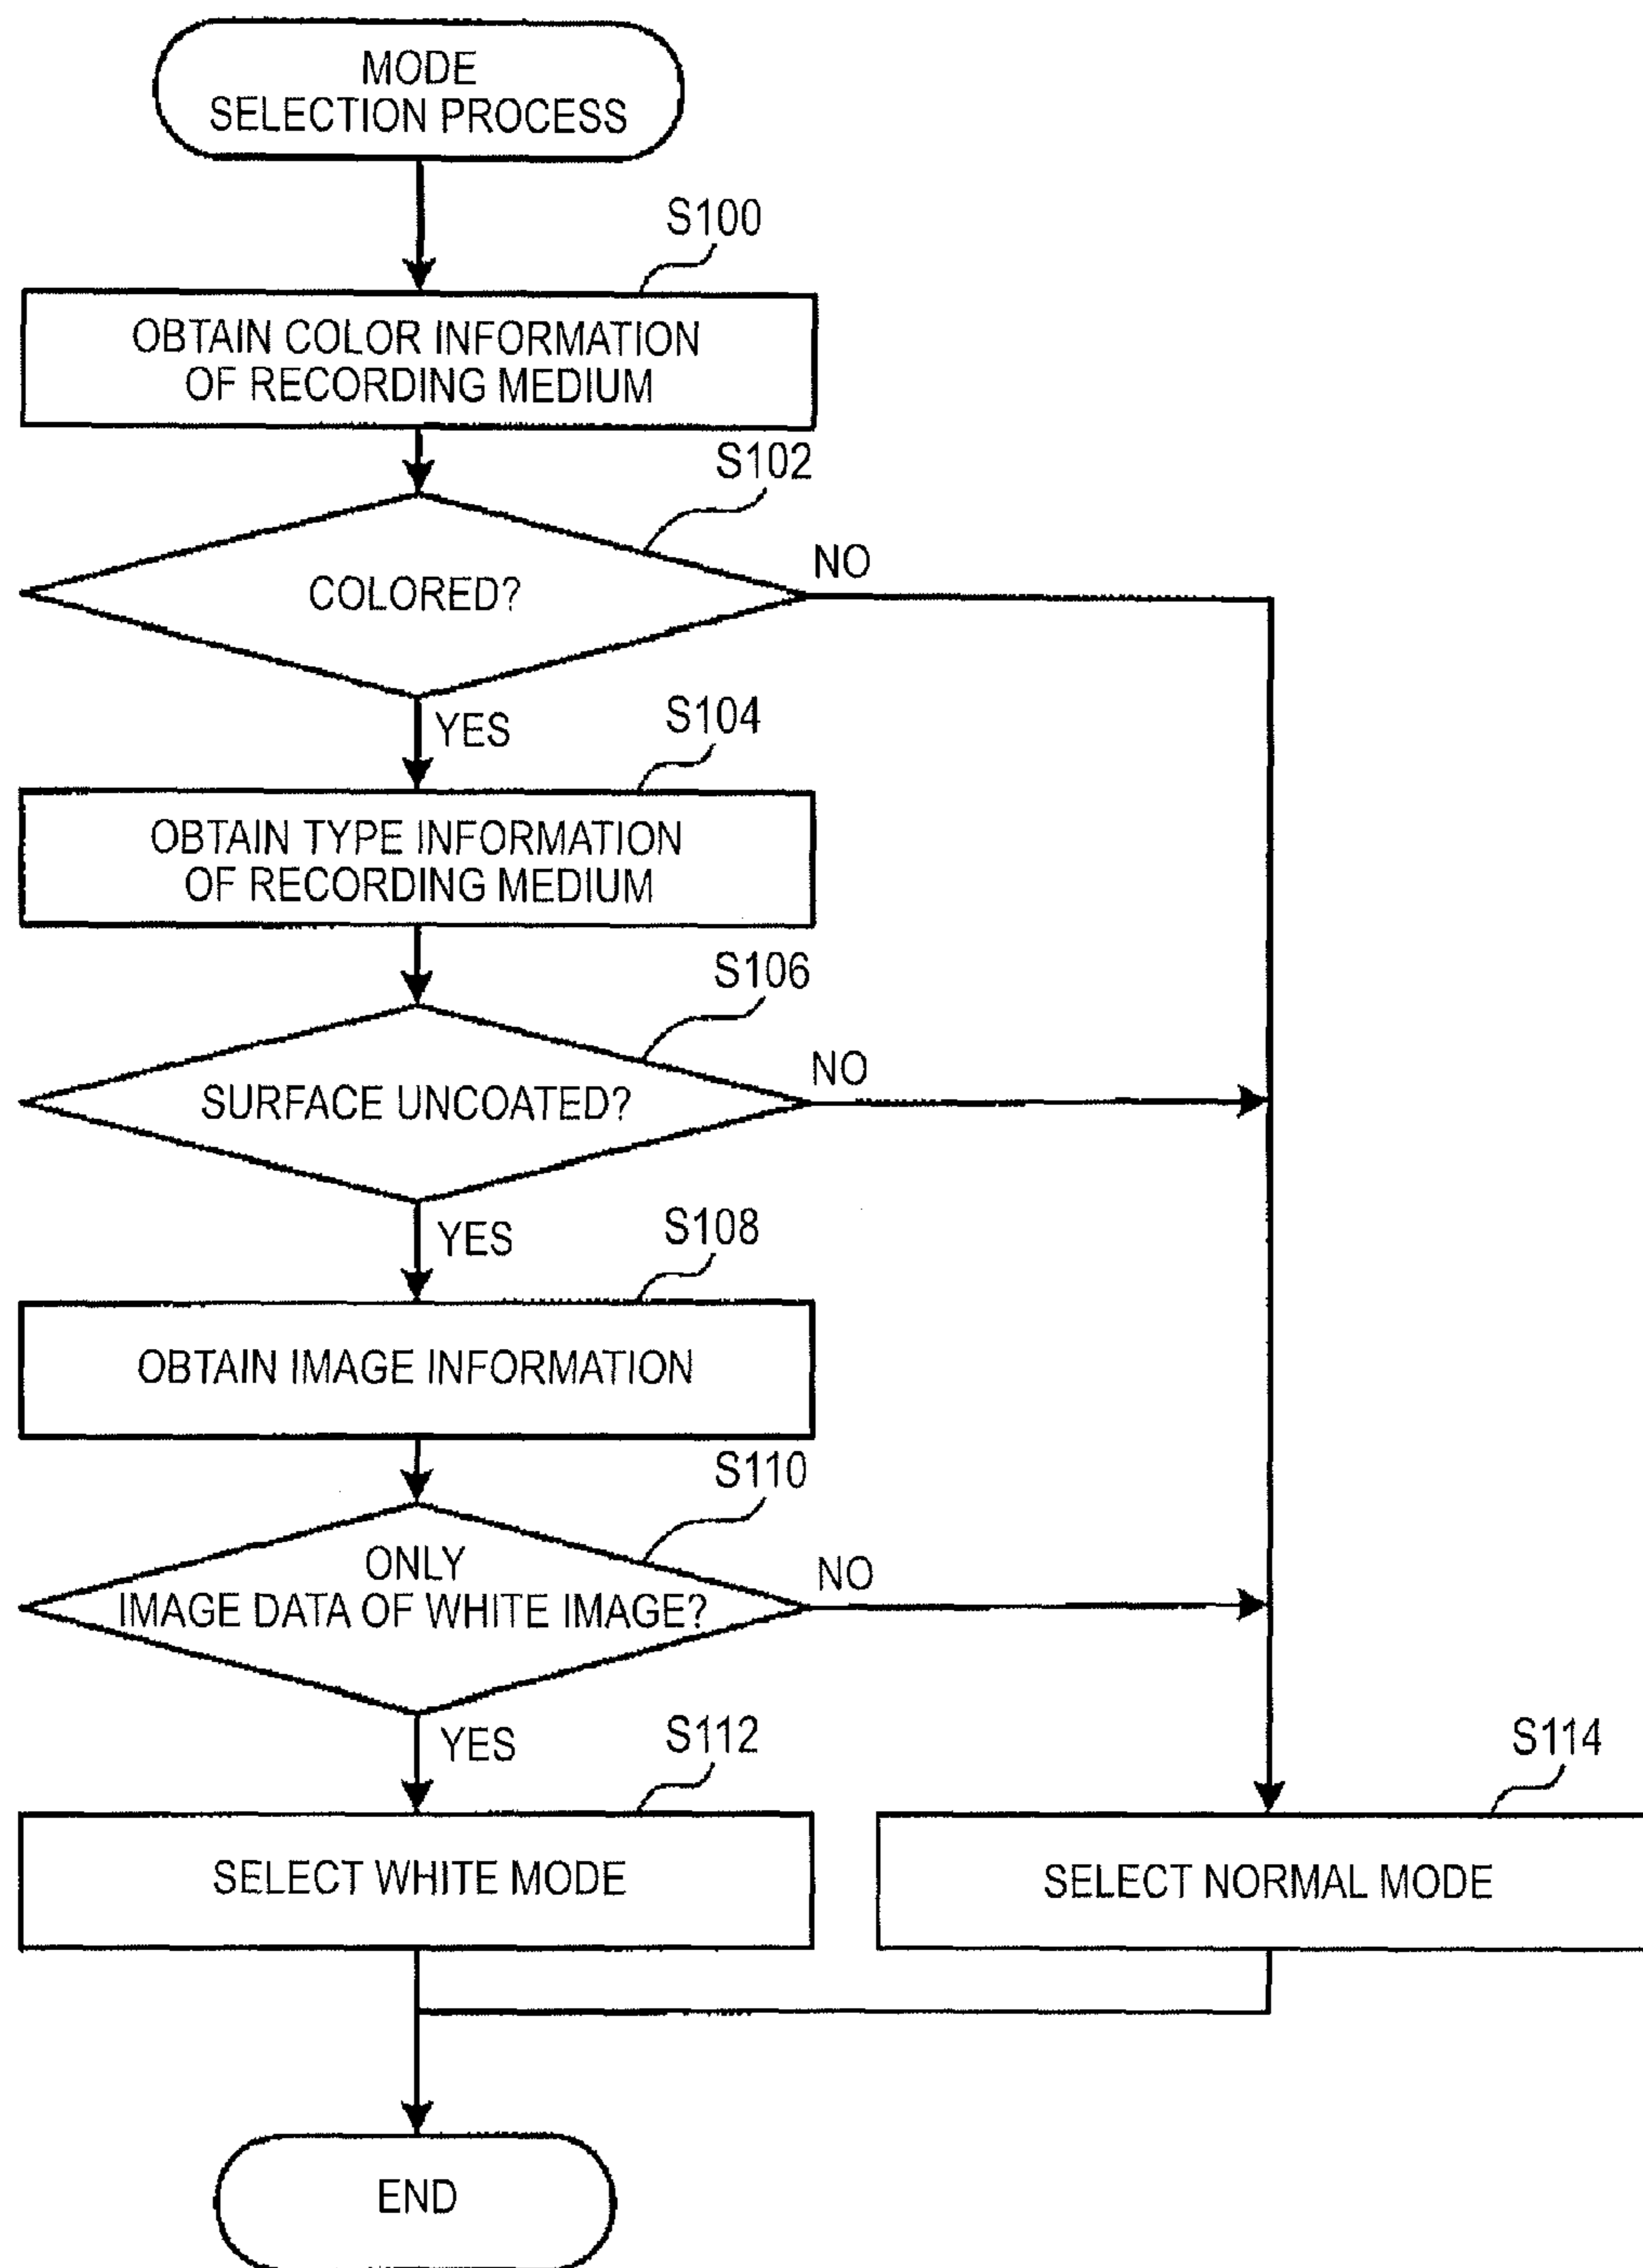 MODE
SELECTION PROCESS
S100
OBTAIN COLOR INFORMATION
OF RECORDING MEDIUM
S102
COLORED?
NO
YES
S104
OBTAIN TYPE INFORMATION
OF RECORDING MEDIUM
S106
SURFACE UNCOATED?
NO
YES
S108
OBTAIN IMAGE INFORMATION
S110
ONLY
IMAGE DATA OF WHITE IMAGE?
NO
YES
S112
SELECT WHITE MODE
S114
SELECT NORMAL MODE
END